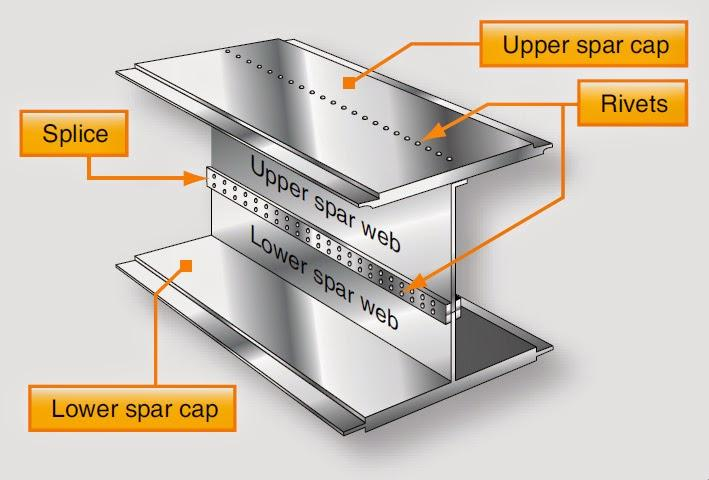 Upper spar cap
Rivets
Splice
Upper spar web
Lower spar web
Lower spar cap